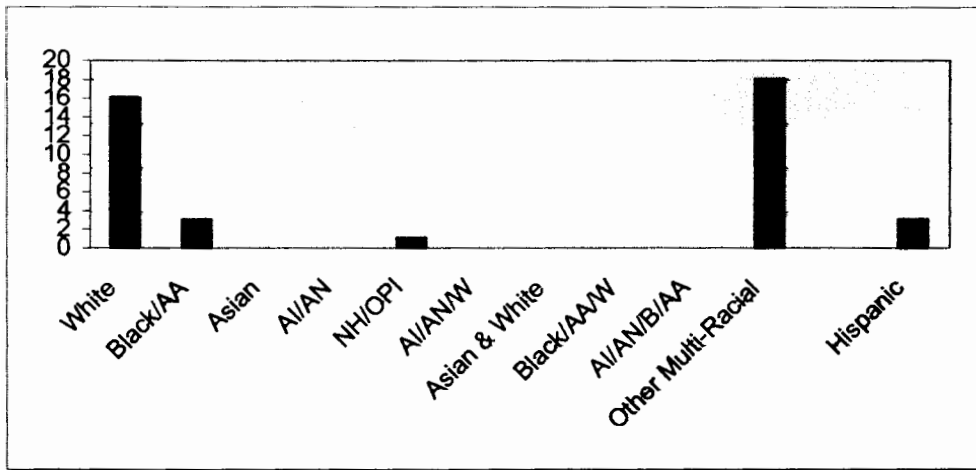 20
18
16
14
12
10
8
6
4
2
0
White
Black/AA
Asian
AI/AN
NH/OPI
AI/AN/W
Asian & White
Black/AA/W
AI/AN/B/AA
Other Multi-Racial
Hispanic